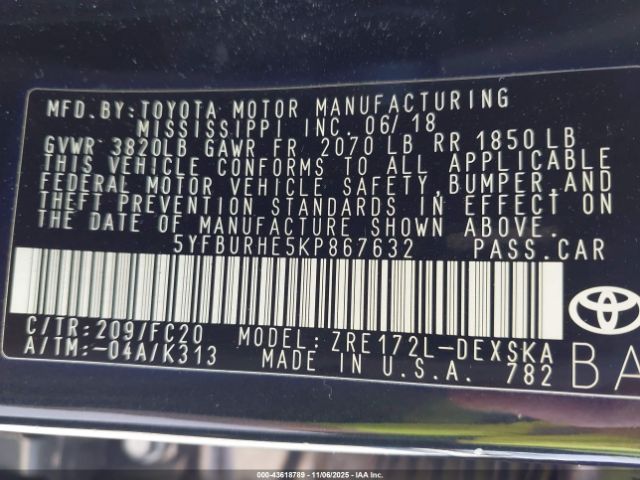 MFD.BY:TOYOTA MOTOR MANUFACTURING
MISSISSIPPI INC. 06/18
GVWR 3820LB GAWR FR 2070 LB RR 1850 LB
THIS VEHICLE CONFORMS TO ALL APPLICABLE
FEDERAL MOTOR VEHICLE SAFETY,BUMPER,AND
THEFT PREVENTION STANDARDS IN EFFECT ON
THE DATE OF MANUFACTURE SHOWN ABOVE.
5YFBURHE5KP867632 PASS.CAR
C/TR:209/FC20 MODEL:ZRE172L-DEXSKA
A/TM:-04A/K313 MADE IN U.S.A. 782
BA
000-43618789 - 11/06/2025 - IAA Inc.